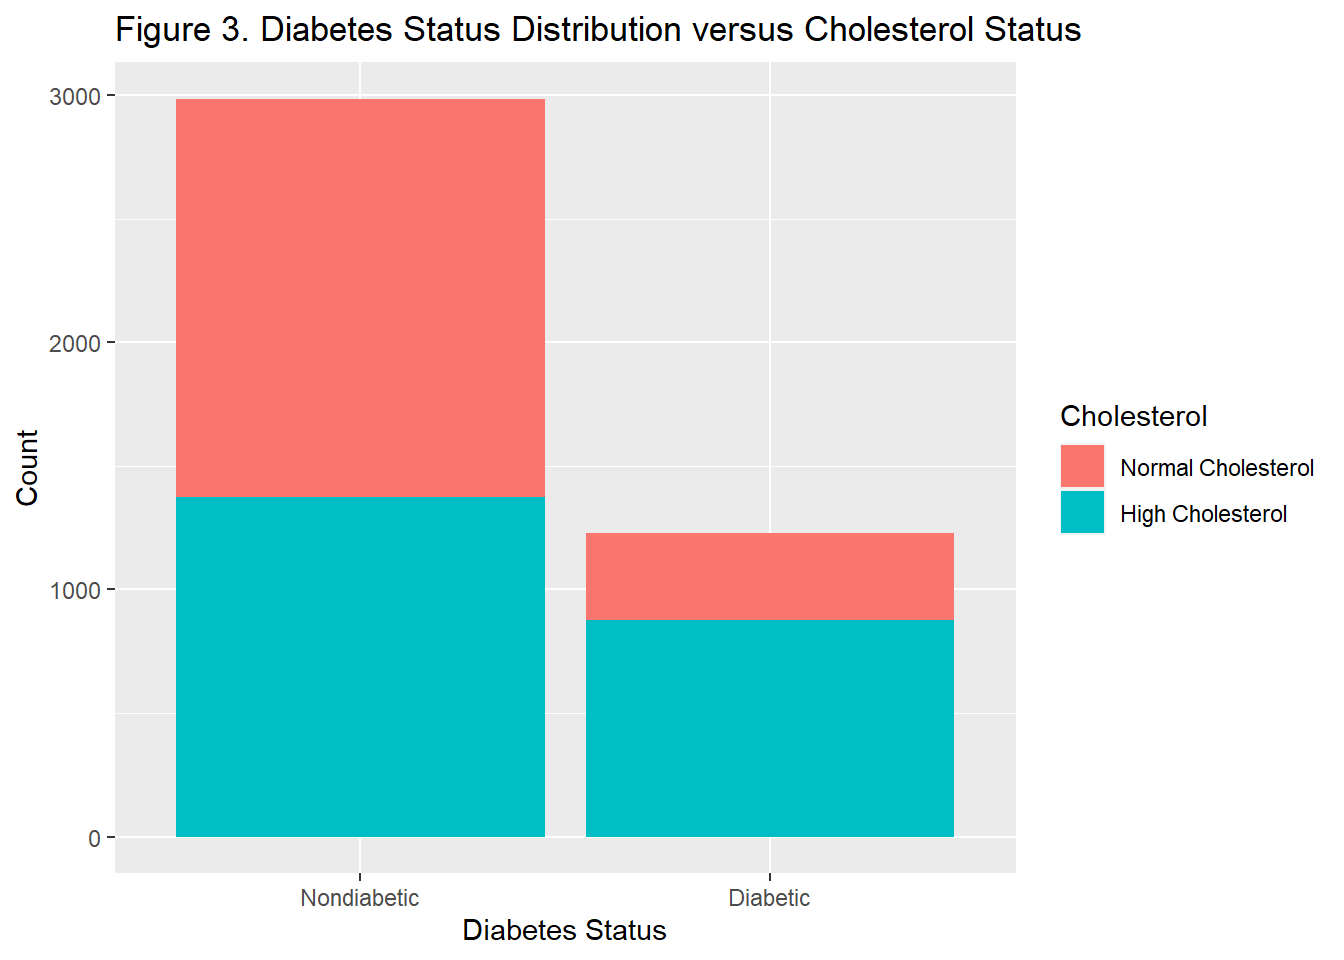 Figure 3. Diabetes Status Distribution versus Cholesterol Status
3000
2000
1000
0
Count
Nondiabetic
Diabetic
Diabetes Status
Cholesterol
Normal Cholesterol
High Cholesterol